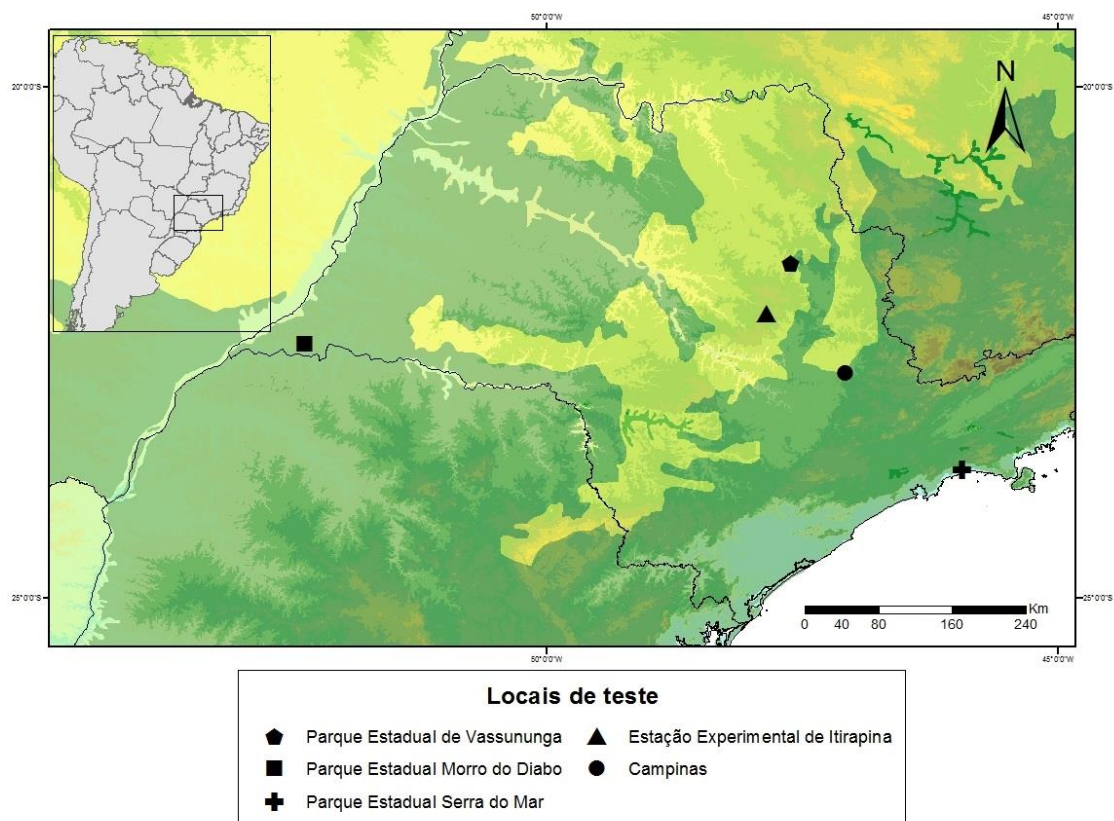 50°0'0"W 45°0'0"W
20°0'0"S 20°0'0"S
N
25°0'0"S 25°0'0"S
Km
0 40 80 160 240
50°0'0"W 45°0'0"W
Locais de teste
Parque Estadual de Vassununga Estação Experimental de Itirapina
Parque Estadual Morro do Diabo Campinas
Parque Estadual Serra do Mar